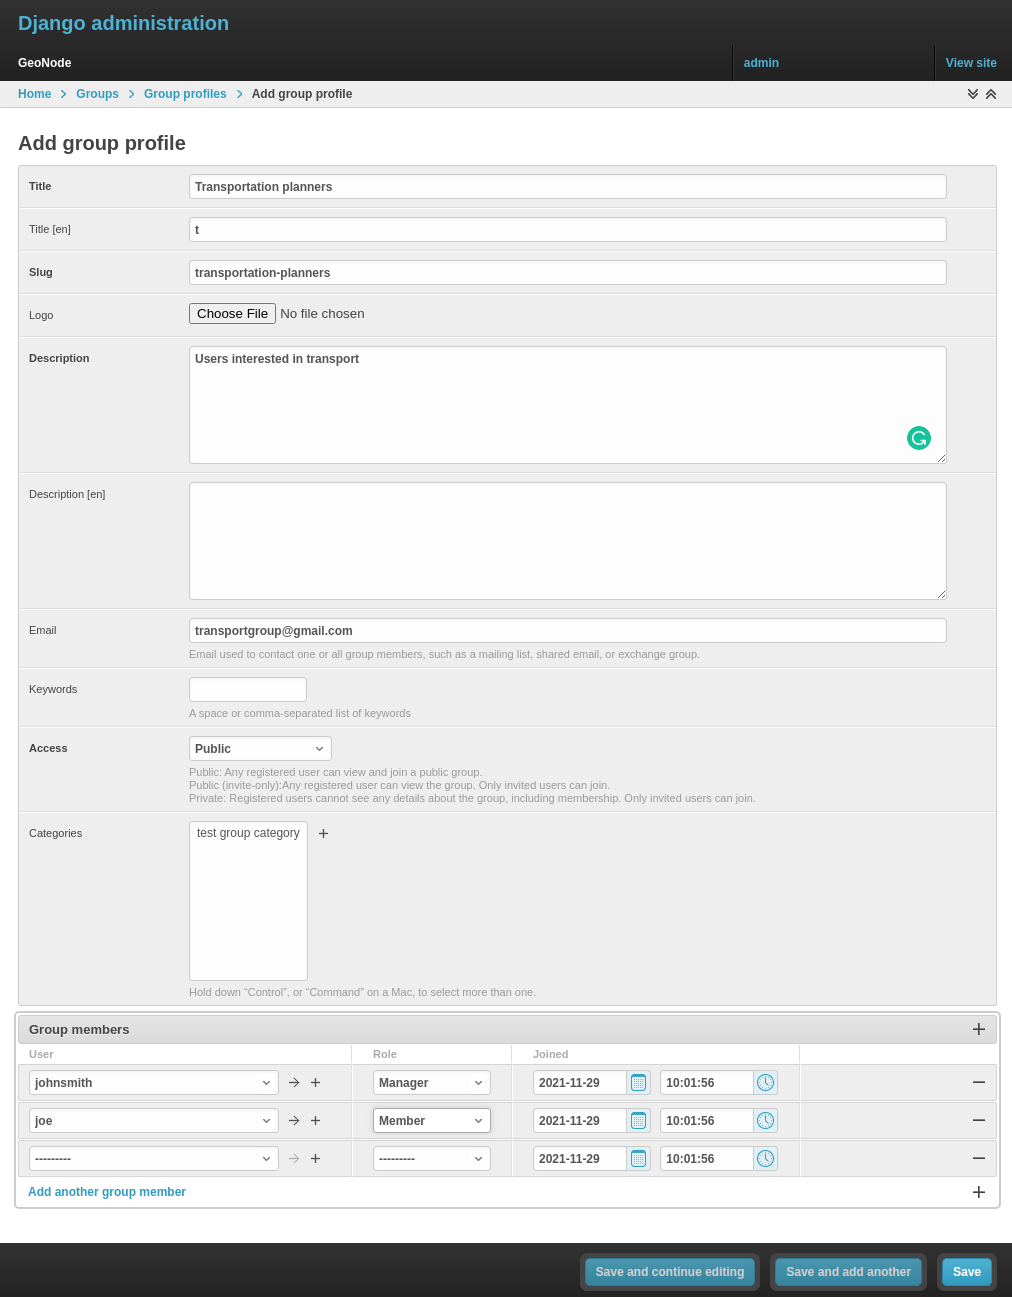 Django administration
GeoNode admin View site
Home Groups Group profiles Add group profile
Add group profile
Title Transportation planners
Title [en] t
Slug transportation-planners
Logo Choose File No file chosen
Description Users interested in transport
Description [en]
Email transportgroup@gmail.com
Email used to contact one or all group members, such as a mailing list, shared email, or exchange group.
Keywords
A space or comma-separated list of keywords
Access Public
Public: Any registered user can view and join a public group.
Public (invite-only):Any registered user can view the group. Only invited users can join.
Private: Registered users cannot see any details about the group, including membership. Only invited users can join.
Categories test group category +
Hold down “Control”, or “Command” on a Mac, to select more than one.
Group members +
User Role Joined
johnsmith + Manager 2021-11-29 10:01:56
joe + Member 2021-11-29 10:01:56
--------- + --------- 2021-11-29 10:01:56
Add another group member +
Save and continue editing Save and add another Save